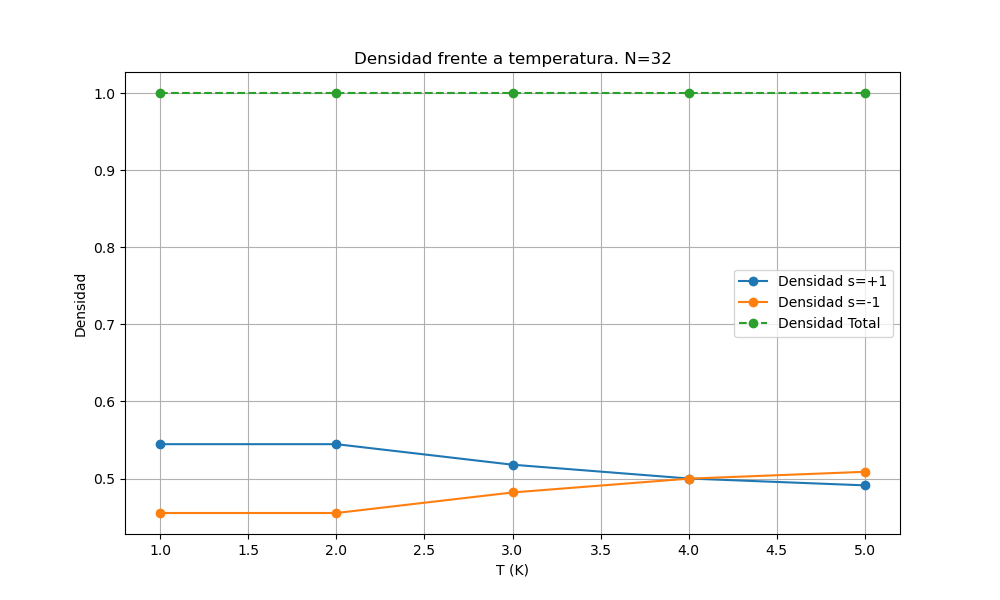 Densidad frente a temperatura. N=32
1.0
0.9
0.8
0.7
0.6
0.5
Densidad
Densidad s=+1
Densidad s=-1
Densidad Total
1.0 1.5 2.0 2.5 3.0 3.5 4.0 4.5 5.0
T (K)